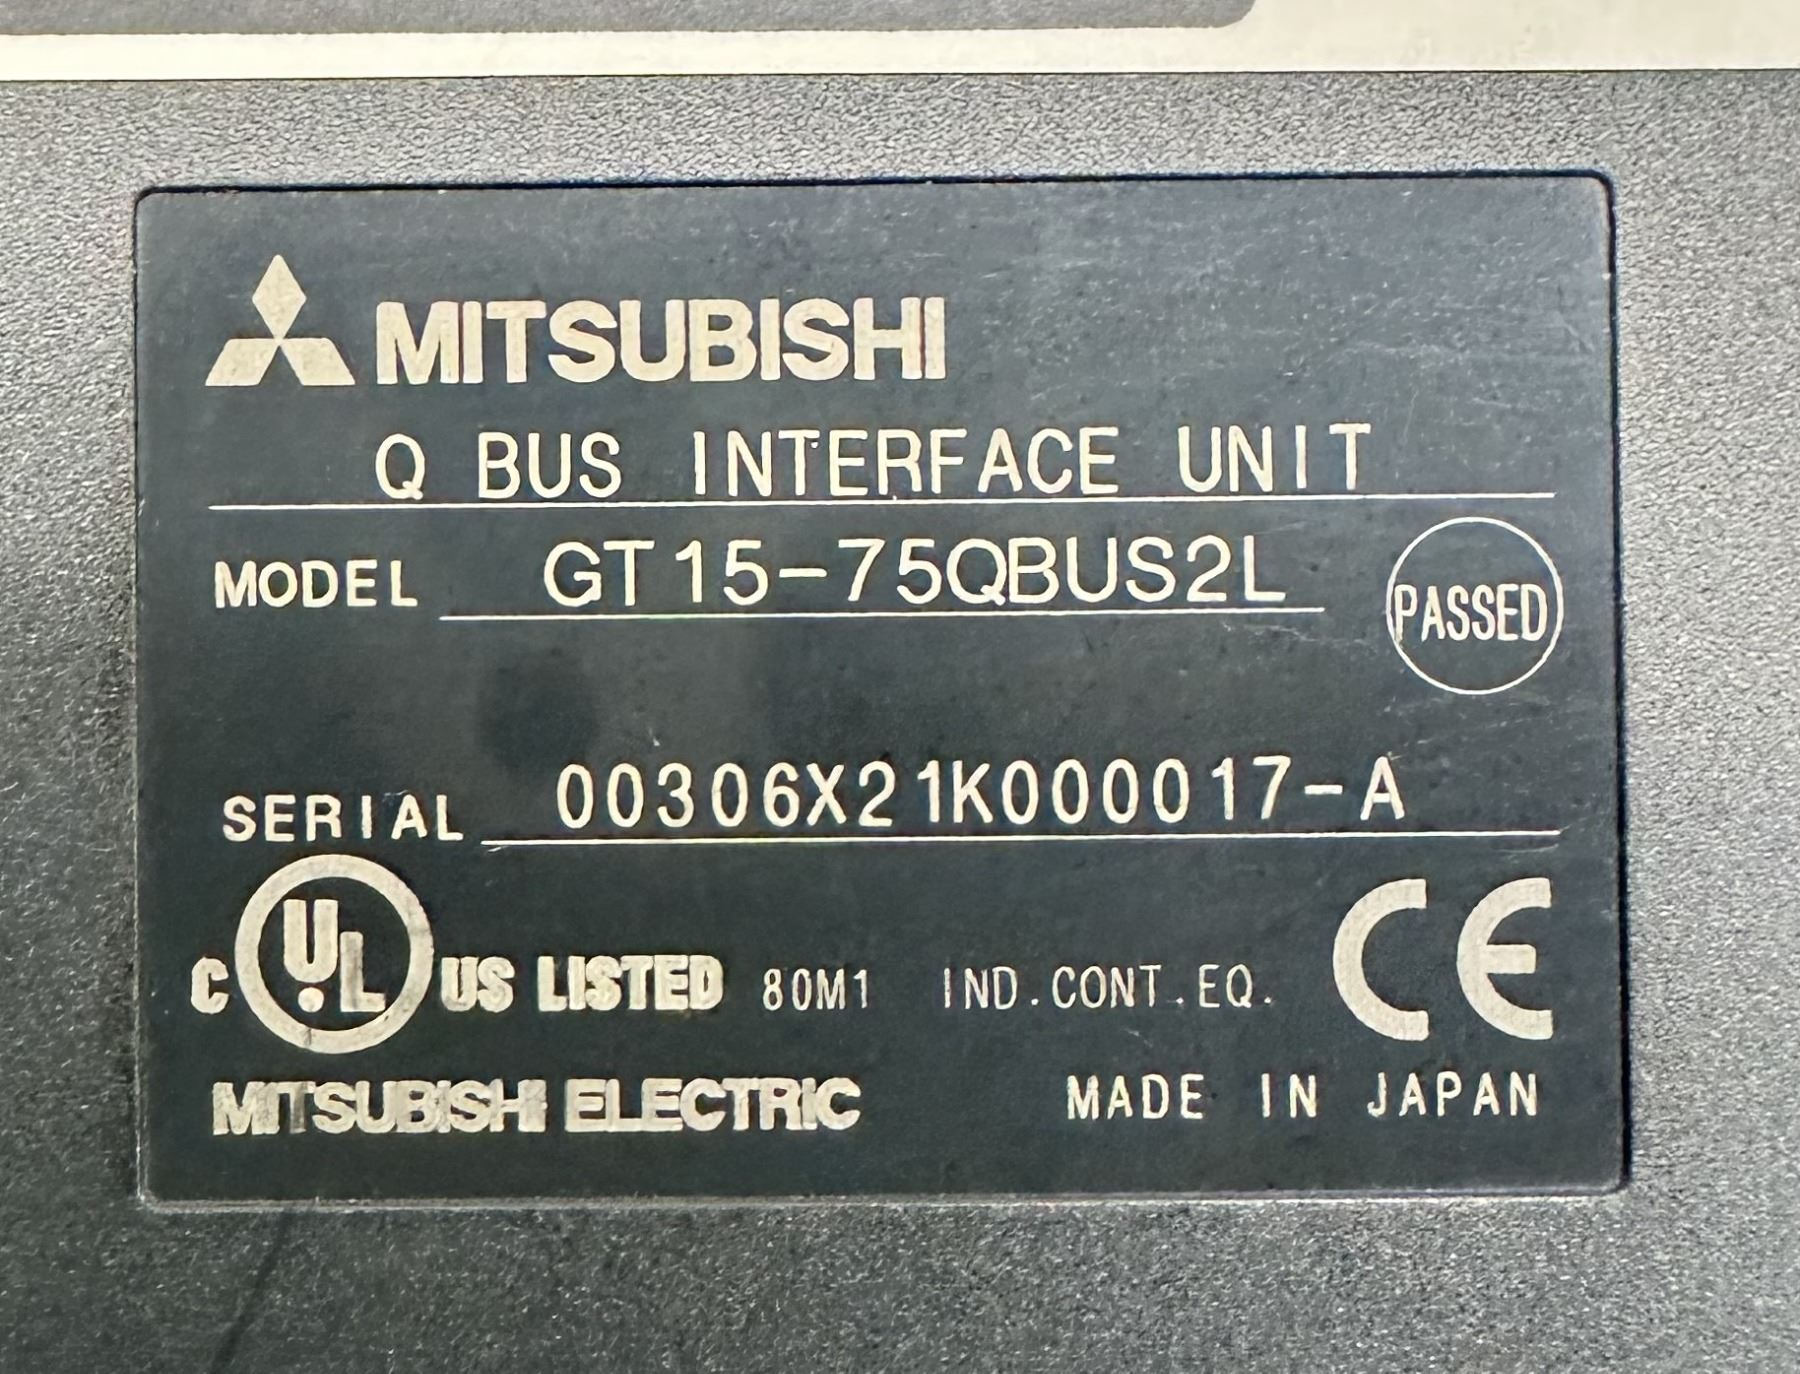 MITSUBISHI
Q BUS INTERFACE UNIT
MODEL GT15-75QBUS2L
PASSED
SERIAL 00306X21K000017-A
C UL US LISTED 80M1 IND.CONT.EQ. CE
MITSUBISHI ELECTRIC MADE IN JAPAN